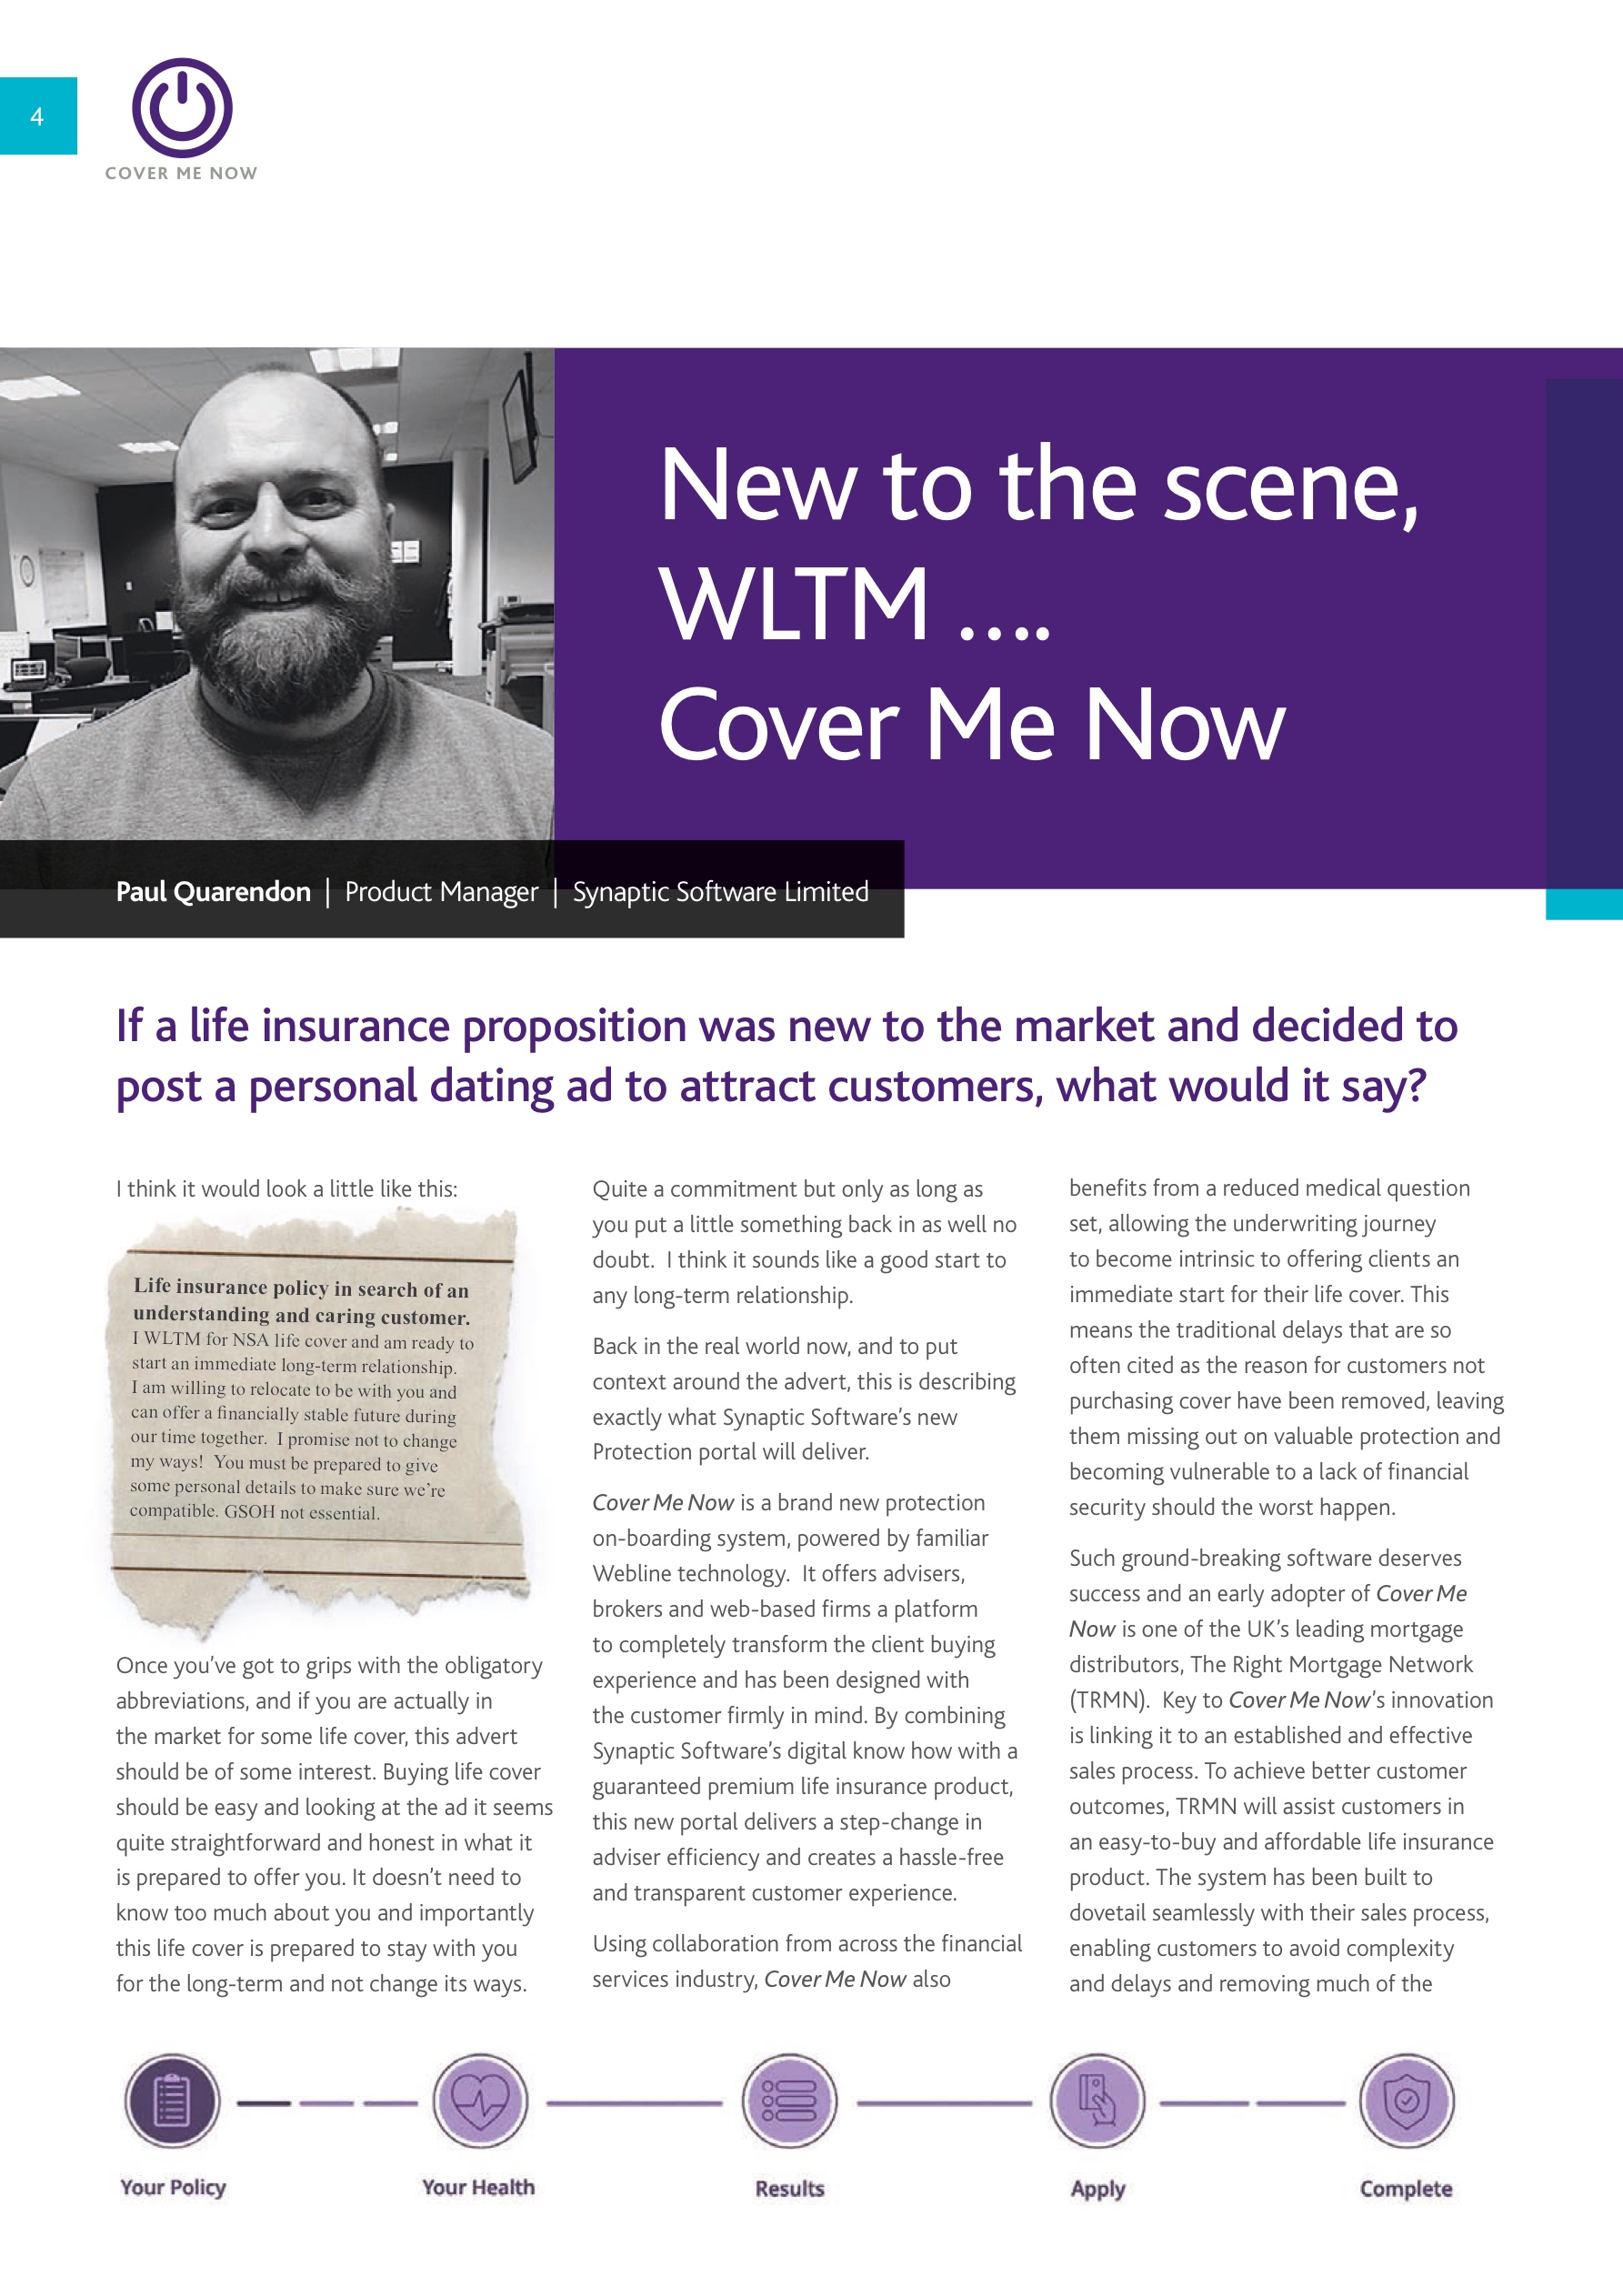 4
COVER ME NOW
New to the scene,
WLTM ....
Cover Me Now
Paul Quarendon | Product Manager | Synaptic Software Limited
If a life insurance proposition was new to the market and decided to
post a personal dating ad to attract customers, what would it say?
I think it would look a little like this:
Life insurance policy in search of an
understanding and caring customer.
I WLTM for NSA life cover and am ready to
start an immediate long-term relationship.
I am willing to relocate to be with you and
can offer a financially stable future during
our time together.  I promise not to change
my ways!  You must be prepared to give
some personal details to make sure we're
compatible. GSOH not essential.
Once you've got to grips with the obligatory
abbreviations, and if you are actually in
the market for some life cover, this advert
should be of some interest. Buying life cover
should be easy and looking at the ad it seems
quite straightforward and honest in what it
is prepared to offer you. It doesn't need to
know too much about you and importantly
this life cover is prepared to stay with you
for the long-term and not change its ways.
Quite a commitment but only as long as
you put a little something back in as well no
doubt.  I think it sounds like a good start to
any long-term relationship.
Back in the real world now, and to put
context around the advert, this is describing
exactly what Synaptic Software's new
Protection portal will deliver.
Cover Me Now is a brand new protection
on-boarding system, powered by familiar
Webline technology.  It offers advisers,
brokers and web-based firms a platform
to completely transform the client buying
experience and has been designed with
the customer firmly in mind. By combining
Synaptic Software's digital know how with a
guaranteed premium life insurance product,
this new portal delivers a step-change in
adviser efficiency and creates a hassle-free
and transparent customer experience.
Using collaboration from across the financial
services industry, Cover Me Now also
benefits from a reduced medical question
set, allowing the underwriting journey
to become intrinsic to offering clients an
immediate start for their life cover. This
means the traditional delays that are so
often cited as the reason for customers not
purchasing cover have been removed, leaving
them missing out on valuable protection and
becoming vulnerable to a lack of financial
security should the worst happen.
Such ground-breaking software deserves
success and an early adopter of Cover Me
Now is one of the UK's leading mortgage
distributors, The Right Mortgage Network
(TRMN).  Key to Cover Me Now's innovation
is linking it to an established and effective
sales process. To achieve better customer
outcomes, TRMN will assist customers in
an easy-to-buy and affordable life insurance
product. The system has been built to
dovetail seamlessly with their sales process,
enabling customers to avoid complexity
and delays and removing much of the
Your Policy
Your Health
Results
Apply
Complete